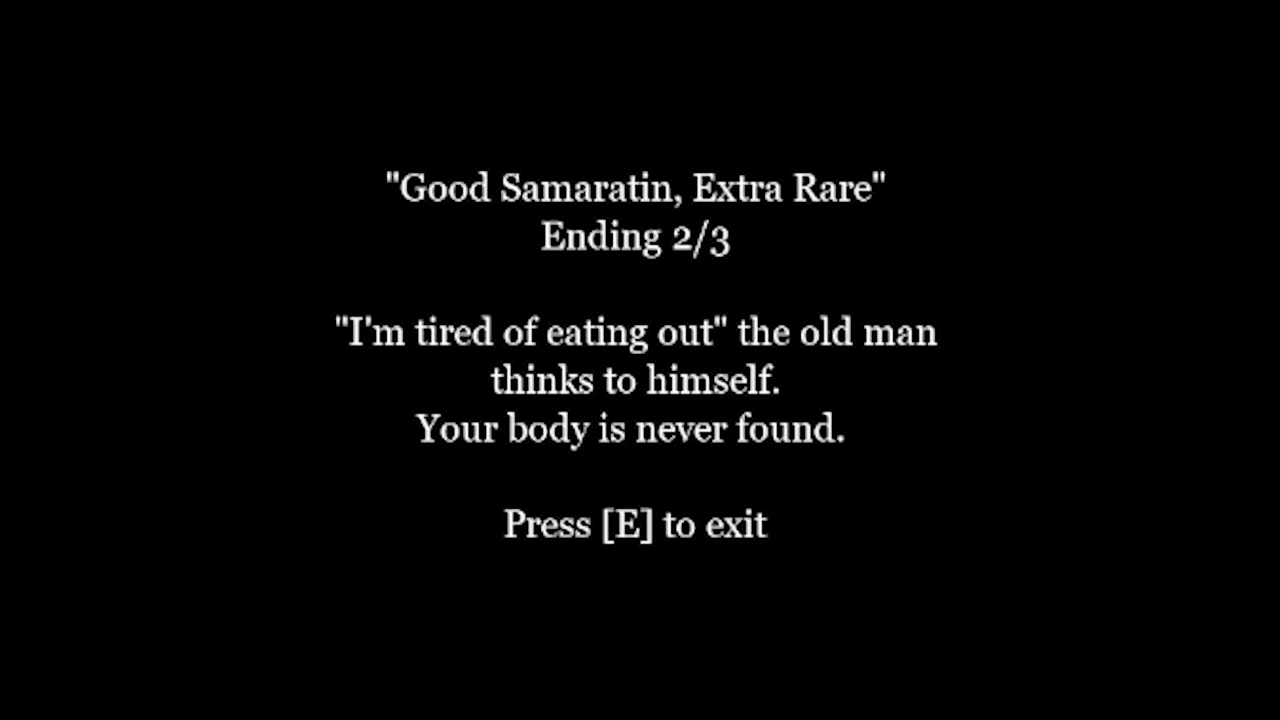 "Good Samaratin, Extra Rare"
Ending 2/3
"I'm tired of eating out" the old man
thinks to himself.
Your body is never found.
Press [E] to exit